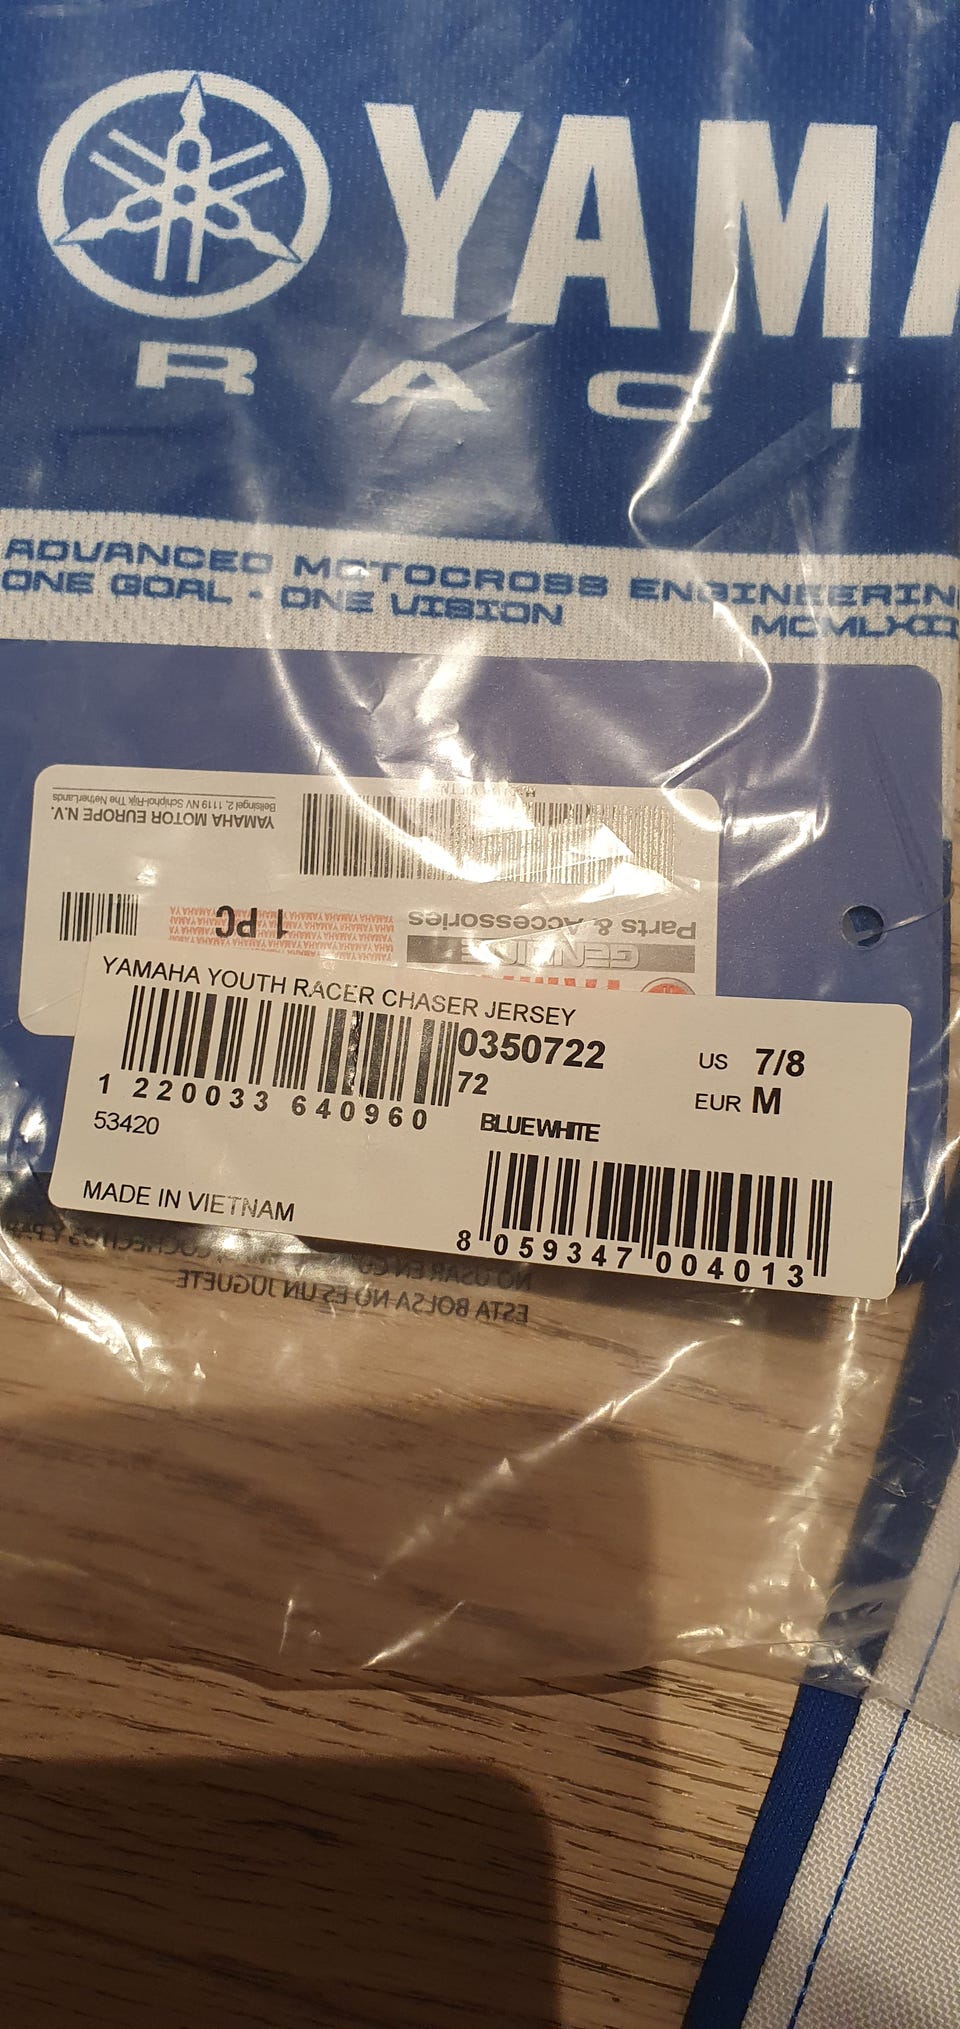 YAMA
RACI
ADVANCED MOTOCROSS ENGINEERIN
ONE GOAL - ONE VISION MCMLXII
YAMAHA MOTOR EUROPE N.V.
1 PC
GENUINE
Parts & Accessories
YAMAHA YOUTH RACER CHASER JERSEY
0350722
72
1 220033 640960
53420
BLUEWHITE
US 7/8
EUR M
MADE IN VIETNAM
8 059347 004013
NO USAR EN
ESTA BOLSA NO ES UN JUGUETE